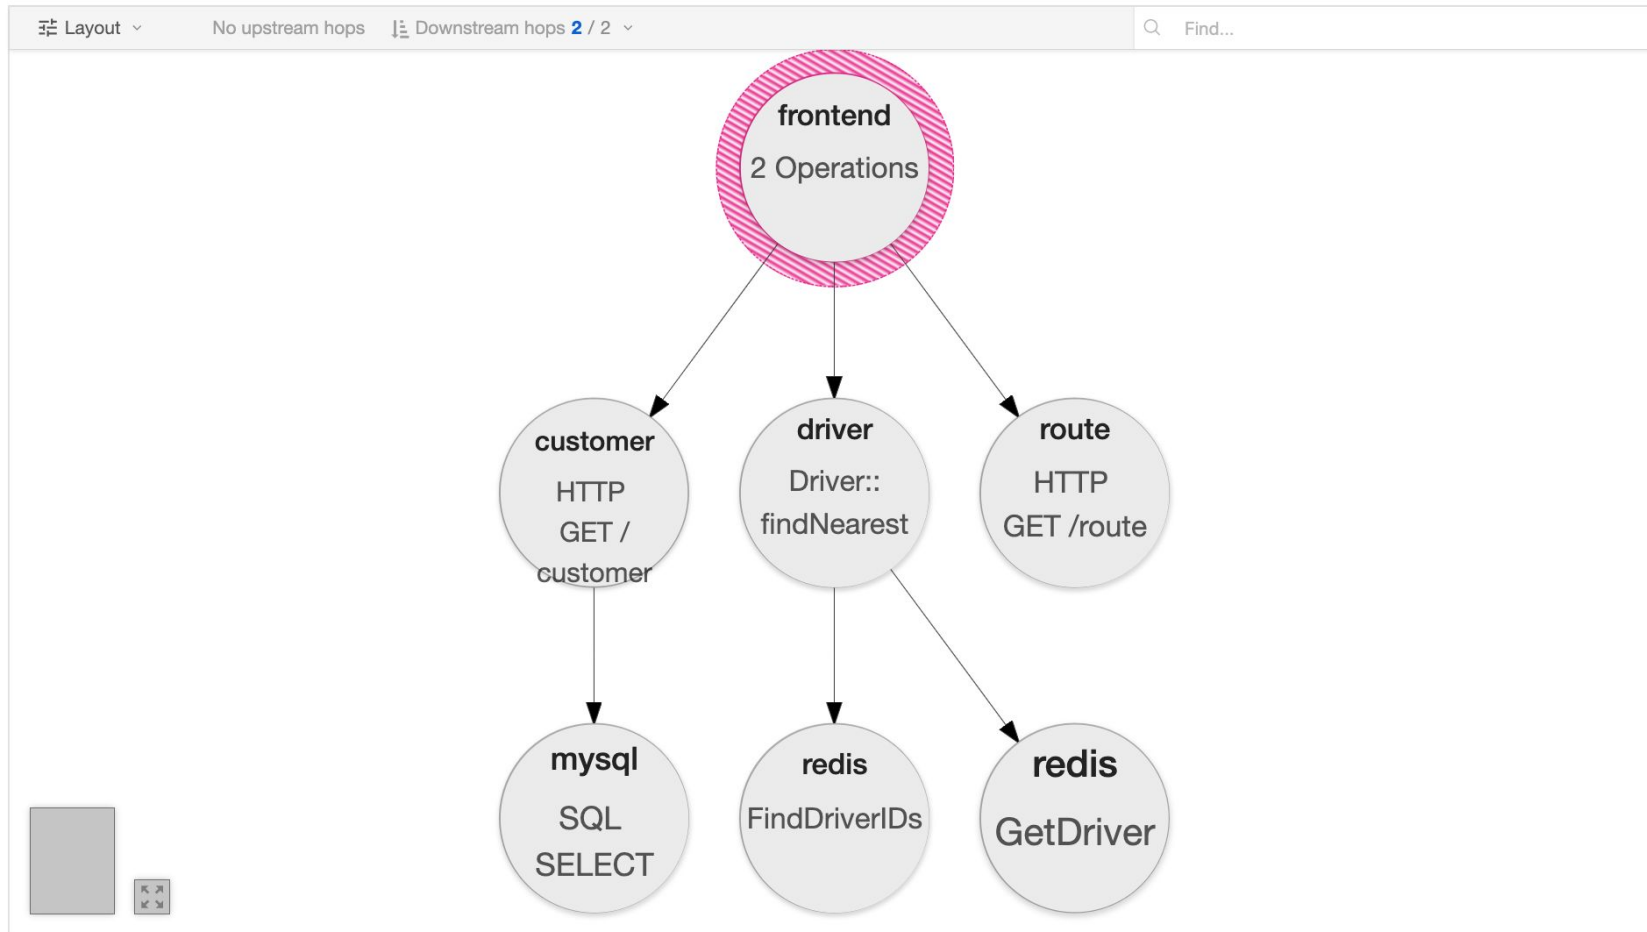 Layout No upstream hops Downstream hops 2 / 2 Find...
frontend
2 Operations
customer
HTTP
GET /
customer
driver
Driver::
findNearest
route
HTTP
GET /route
mysql
SQL
SELECT
redis
FindDriverIDs
redis
GetDriver